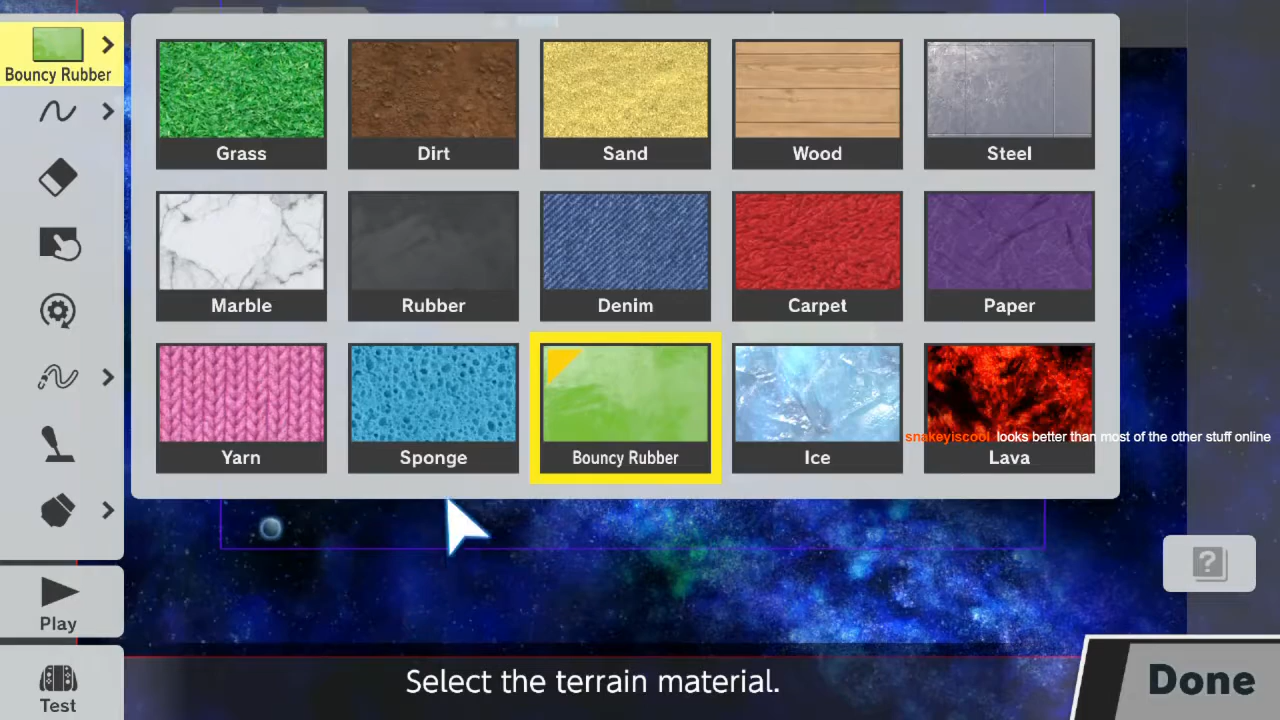 Bouncy Rubber
Grass
Dirt
Sand
Wood
Steel
Marble
Rubber
Denim
Carpet
Paper
Yarn
Sponge
Bouncy Rubber
Ice
Lava
snakeyiscool looks better than most of the other stuff online
?
Play
Test
Select the terrain material.
Done